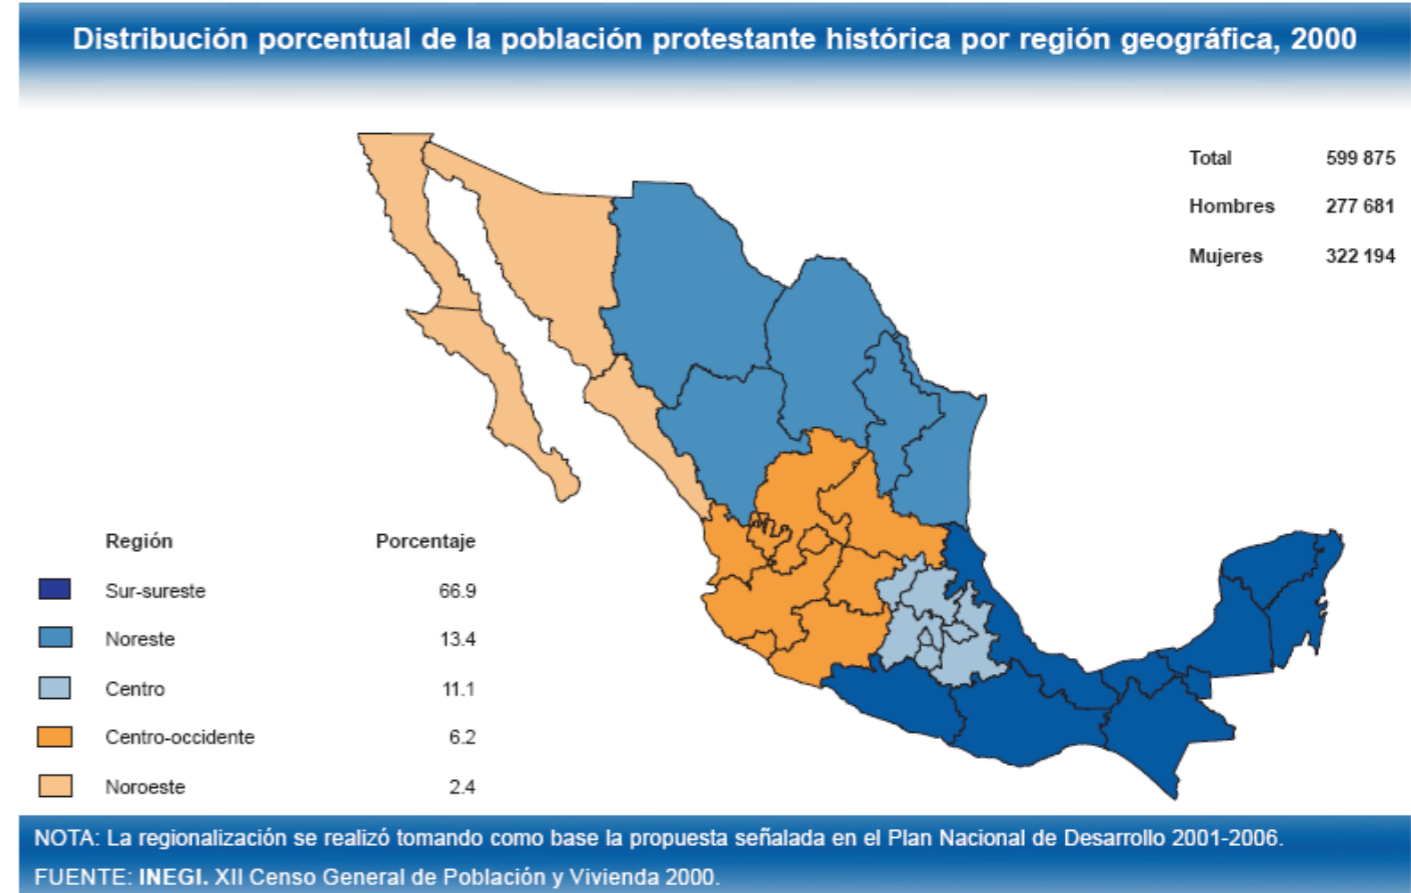 Distribución porcentual de la población protestante histórica por región geográfica, 2000
Total 599 875
Hombres 277 681
Mujeres 322 194
Región Porcentaje
Sur-sureste 66.9
Noreste 13.4
Centro 11.1
Centro-occidente 6.2
Noroeste 2.4
NOTA: La regionalización se realizó tomando como base la propuesta señalada en el Plan Nacional de Desarrollo 2001-2006.
FUENTE: INEGI. XII Censo General de Población y Vivienda 2000.